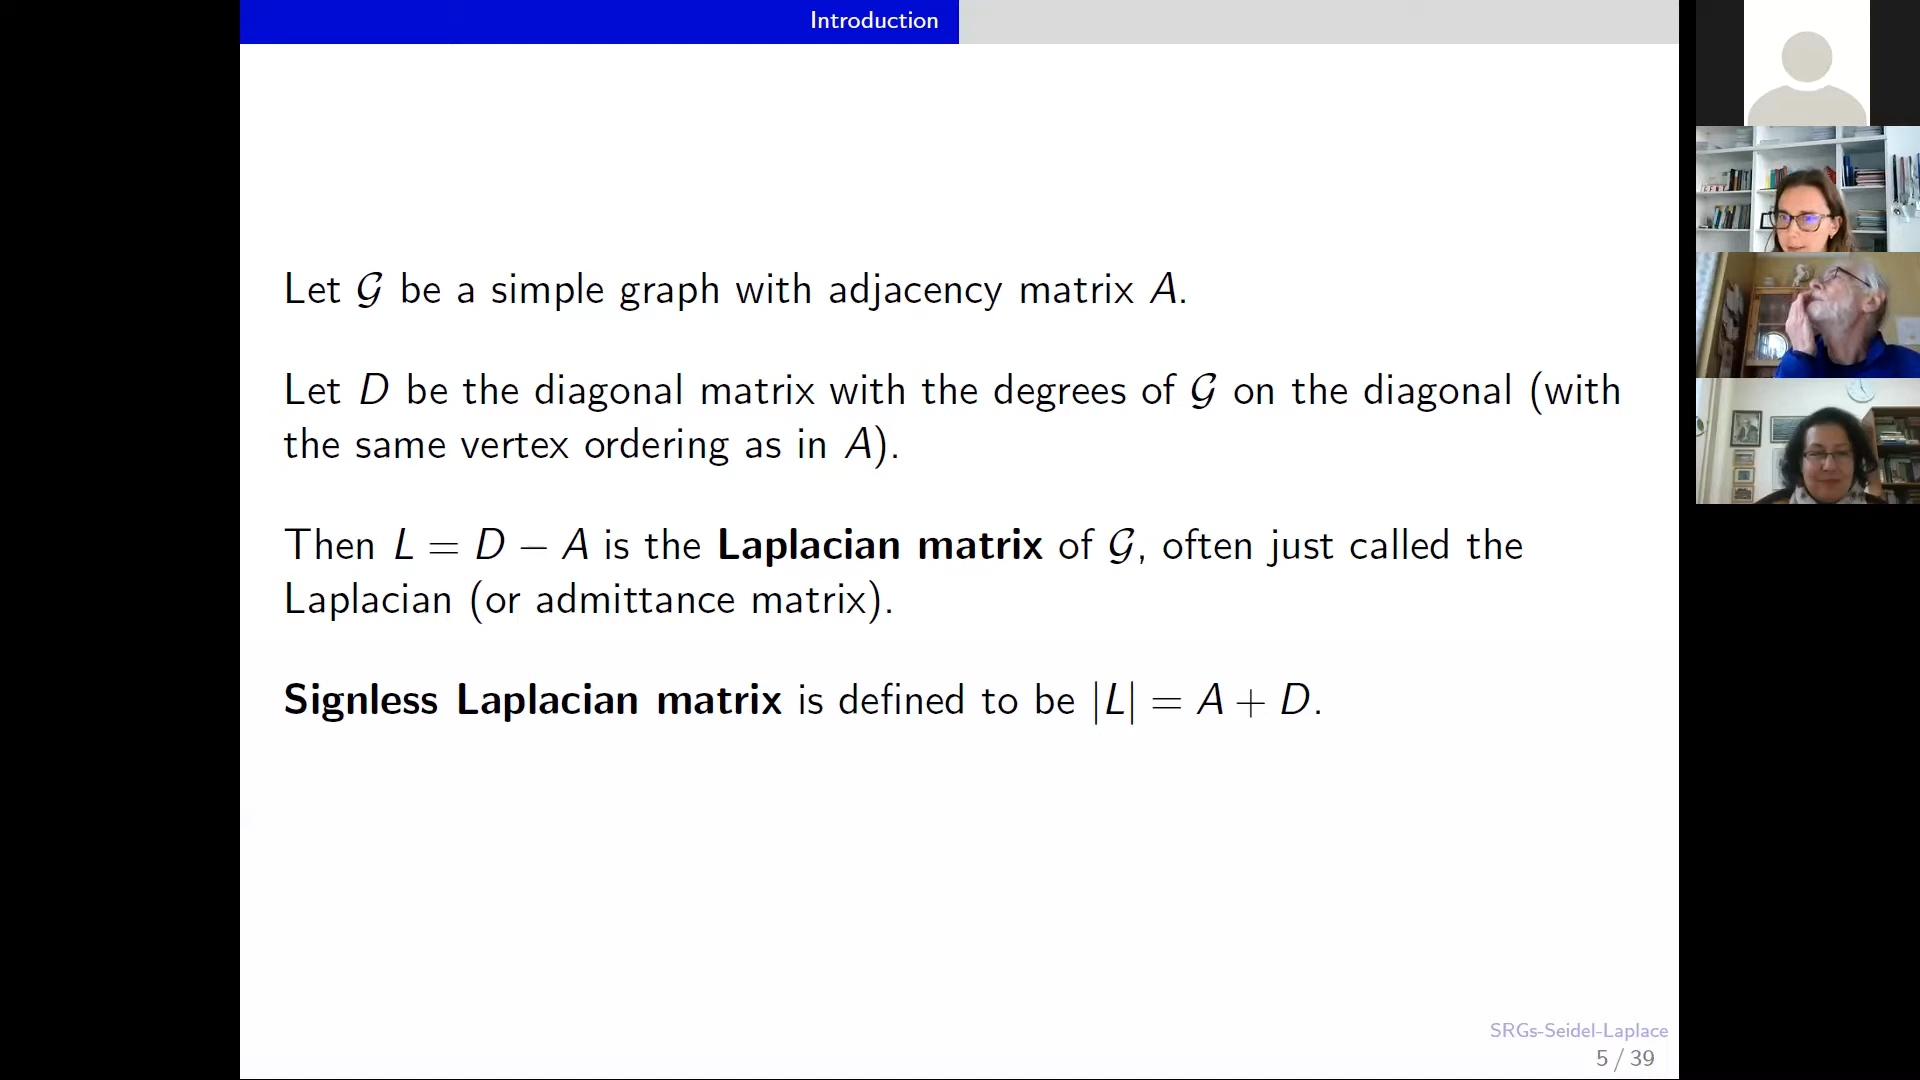 Introduction
Let 𝒢 be a simple graph with adjacency matrix A.
Let D be the diagonal matrix with the degrees of 𝒢 on the diagonal (with
the same vertex ordering as in A).
Then L = D − A is the Laplacian matrix of 𝒢, often just called the
Laplacian (or admittance matrix).
Signless Laplacian matrix is defined to be |L| = A + D.
SRGs-Seidel-Laplace
5 / 39